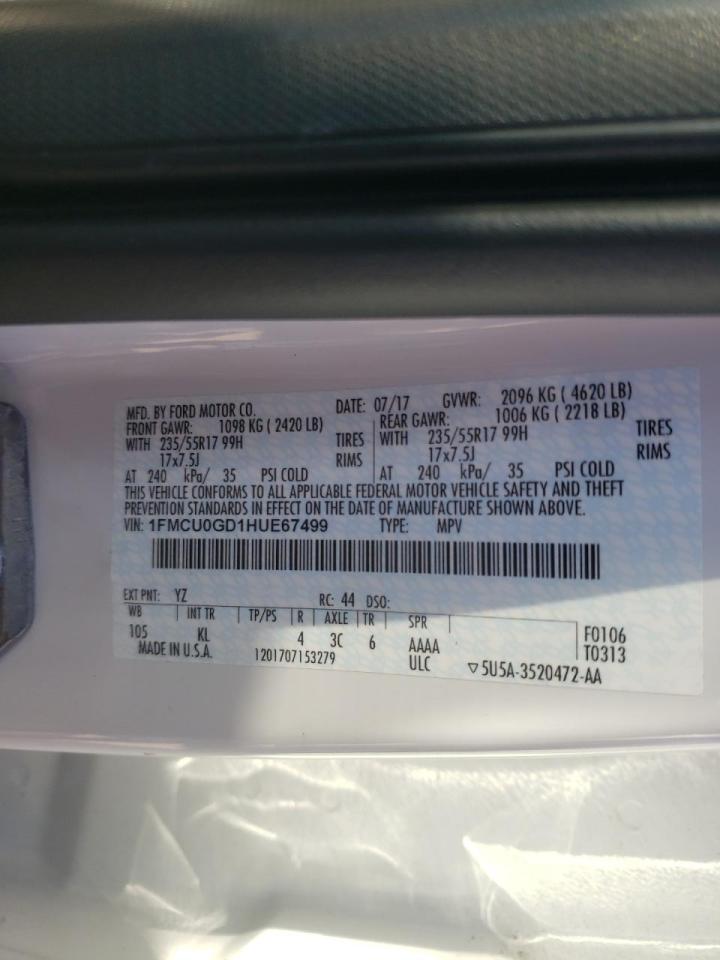 MFD. BY FORD MOTOR CO. DATE: 07/17 GVWR: 2096 KG ( 4620 LB)
FRONT GAWR: 1098 KG ( 2420 LB) REAR GAWR: 1006 KG ( 2218 LB)
WITH 235/55R17 99H TIRES WITH 235/55R17 99H TIRES
17x7.5J RIMS 17x7.5J RIMS
AT 240 kPa/ 35 PSI COLD AT 240 kPa/ 35 PSI COLD
THIS VEHICLE CONFORMS TO ALL APPLICABLE FEDERAL MOTOR VEHICLE SAFETY AND THEFT
PREVENTION STANDARDS IN EFFECT ON THE DATE OF MANUFACTURE SHOWN ABOVE.
VIN: 1FMCU0GD1HUE67499 TYPE: MPV
EXT PNT: YZ RC: 44 DSO:
WB INT TR TP/PS R AXLE TR SPR
105 KL 4 3C 6 AAAA F0106
MADE IN U.S.A. 1201707153279 ULC T0313
▽5U5A-3520472-AA